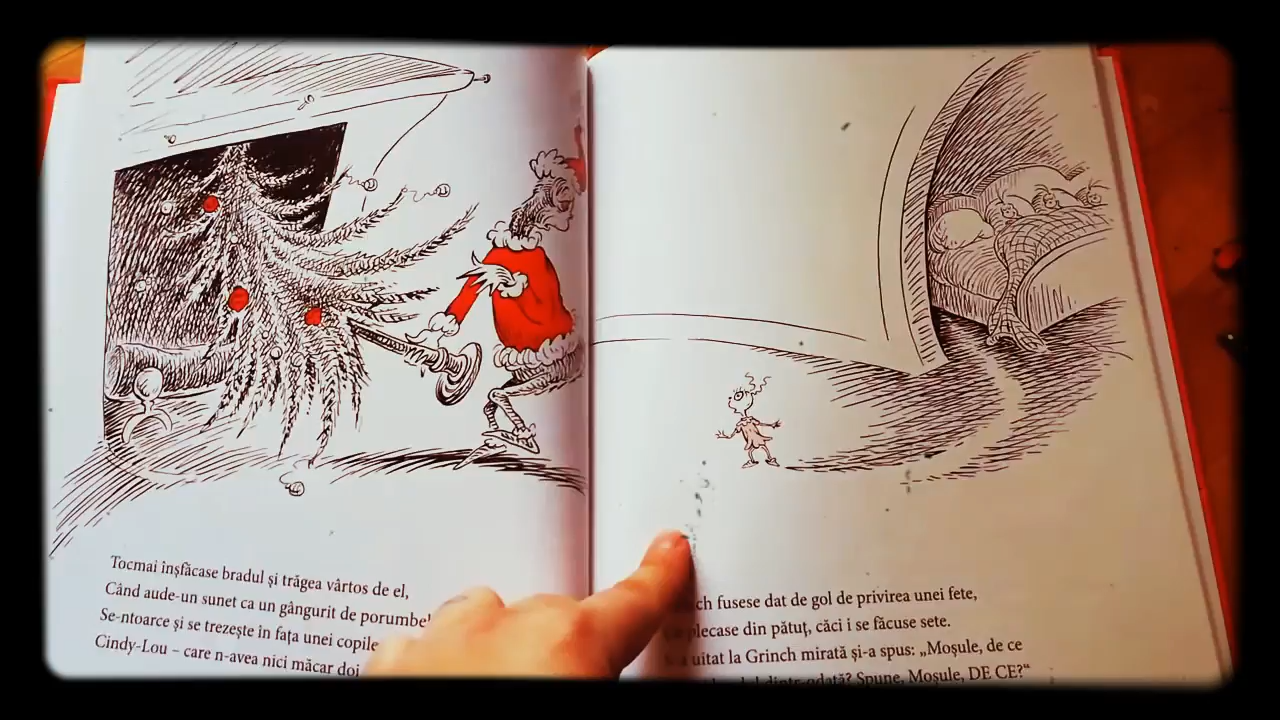 Tocmai înșfăcase bradul și trăgea vârtos de el,
Când aude-un sunet ca un gângurit de porumbel
Se-ntoarce și se trezește în fața unei copile
Cindy-Lou – care n-avea nici măcar doi
fusese dat de gol de privirea unei fete,
plecase din pătuț, căci i se făcuse sete.
uitat la Grinch mirată și-a spus: „Moșule, de ce
dintr-odată? Spune, Moșule, DE CE?“